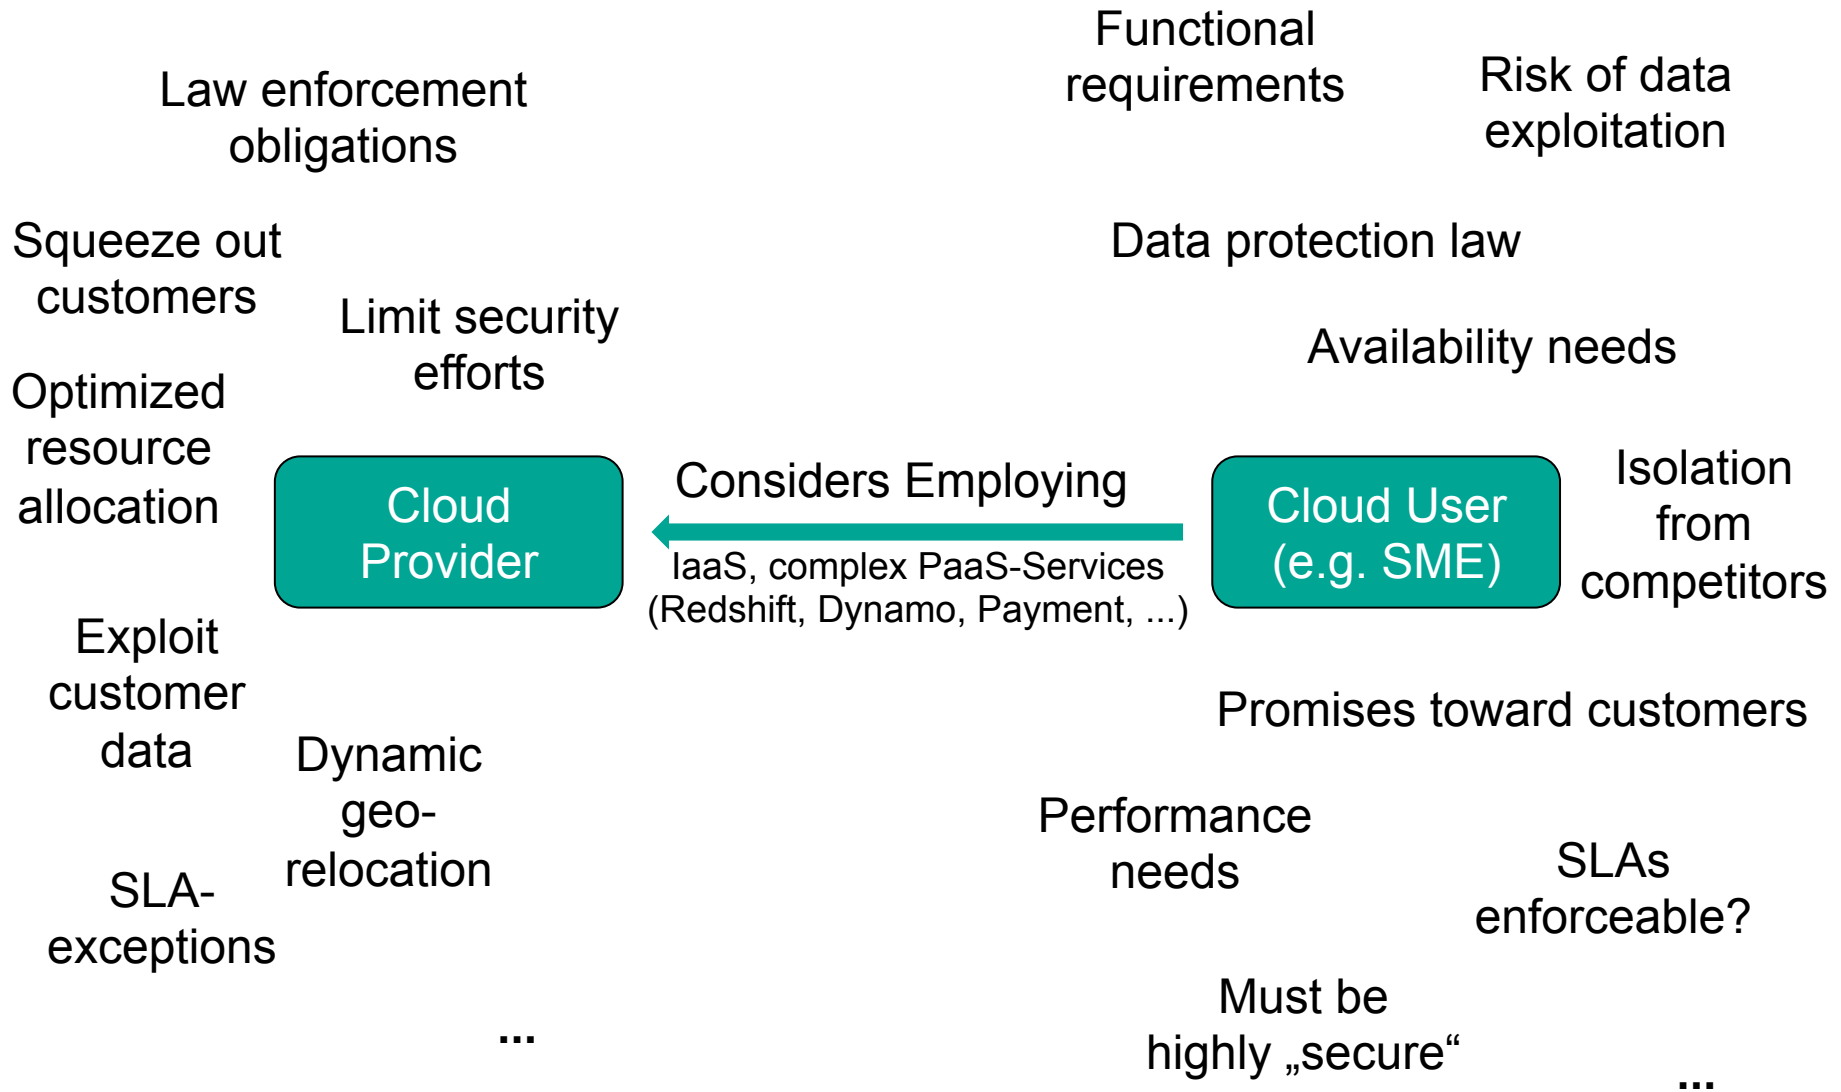 Law enforcement
obligations
Squeeze out
customers
Limit security
efforts
Optimized
resource
allocation
Cloud
Provider
Exploit
customer
data
Dynamic
geo-
relocation
SLA-
exceptions
...
Considers Employing
IaaS, complex PaaS-Services
(Redshift, Dynamo, Payment, ...)
Functional
requirements
Risk of data
exploitation
Data protection law
Availability needs
Cloud User
(e.g. SME)
Isolation
from
competitors
Promises toward customers
Performance
needs
SLAs
enforceable?
Must be
highly „secure“
...